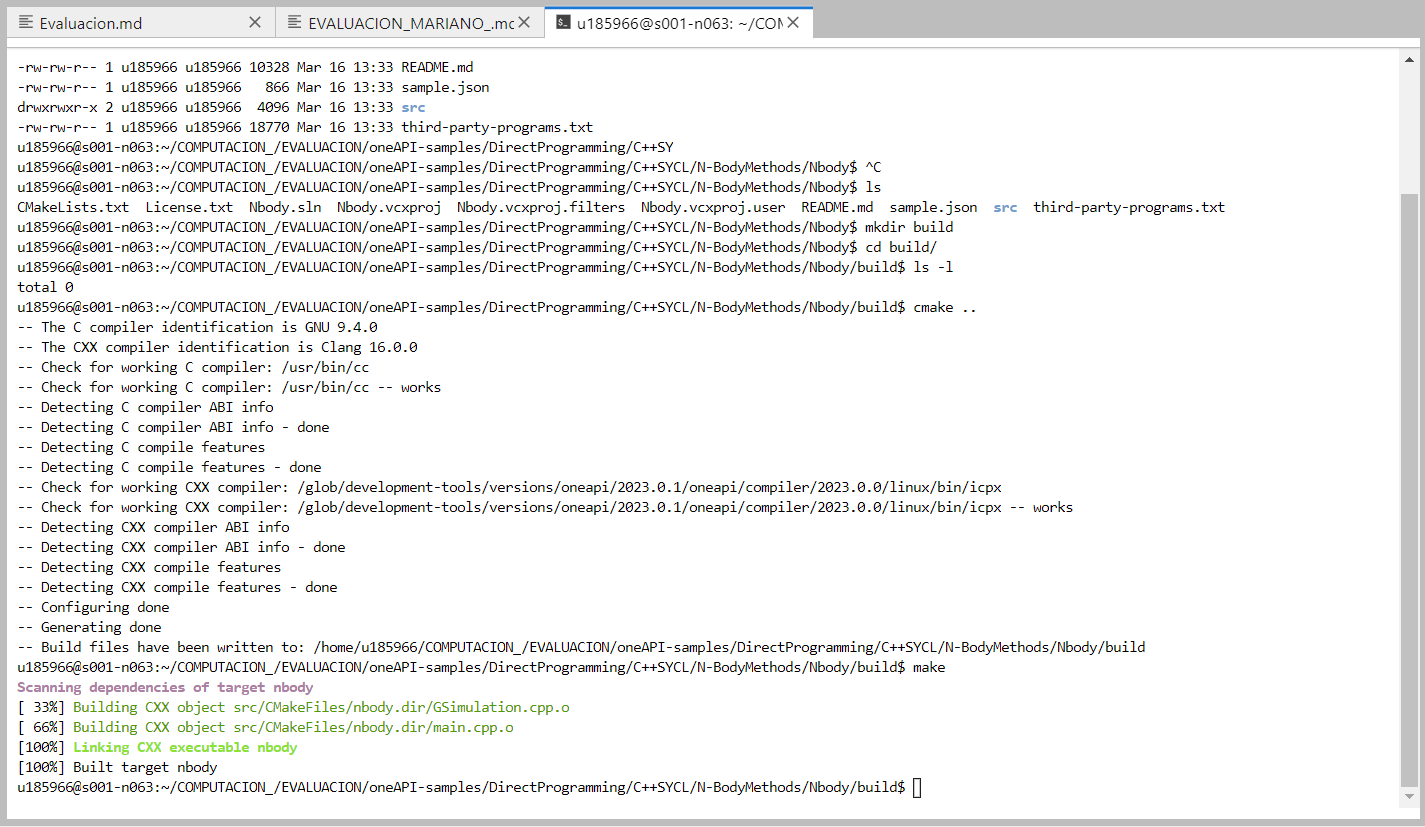 Evaluacion.md
EVALUACION_MARIANO_.mc
u185966@s001-n063: ~/COM
-rw-rw-r-- 1 u185966 u185966 10328 Mar 16 13:33 README.md
-rw-rw-r-- 1 u185966 u185966   866 Mar 16 13:33 sample.json
drwxrwxr-x 2 u185966 u185966  4096 Mar 16 13:33 src
-rw-rw-r-- 1 u185966 u185966 18770 Mar 16 13:33 third-party-programs.txt
u185966@s001-n063:~/COMPUTACION_/EVALUACION/oneAPI-samples/DirectProgramming/C++SY
u185966@s001-n063:~/COMPUTACION_/EVALUACION/oneAPI-samples/DirectProgramming/C++SYCL/N-BodyMethods/Nbody$ ^C
u185966@s001-n063:~/COMPUTACION_/EVALUACION/oneAPI-samples/DirectProgramming/C++SYCL/N-BodyMethods/Nbody$ ls
CMakeLists.txt  License.txt  Nbody.sln  Nbody.vcxproj  Nbody.vcxproj.filters  Nbody.vcxproj.user  README.md  sample.json  src  third-party-programs.txt
u185966@s001-n063:~/COMPUTACION_/EVALUACION/oneAPI-samples/DirectProgramming/C++SYCL/N-BodyMethods/Nbody$ mkdir build
u185966@s001-n063:~/COMPUTACION_/EVALUACION/oneAPI-samples/DirectProgramming/C++SYCL/N-BodyMethods/Nbody$ cd build/
u185966@s001-n063:~/COMPUTACION_/EVALUACION/oneAPI-samples/DirectProgramming/C++SYCL/N-BodyMethods/Nbody/build$ ls -l
total 0
u185966@s001-n063:~/COMPUTACION_/EVALUACION/oneAPI-samples/DirectProgramming/C++SYCL/N-BodyMethods/Nbody/build$ cmake ..
-- The C compiler identification is GNU 9.4.0
-- The CXX compiler identification is Clang 16.0.0
-- Check for working C compiler: /usr/bin/cc
-- Check for working C compiler: /usr/bin/cc -- works
-- Detecting C compiler ABI info
-- Detecting C compiler ABI info - done
-- Detecting C compile features
-- Detecting C compile features - done
-- Check for working CXX compiler: /glob/development-tools/versions/oneapi/2023.0.1/oneapi/compiler/2023.0.0/linux/bin/icpx
-- Check for working CXX compiler: /glob/development-tools/versions/oneapi/2023.0.1/oneapi/compiler/2023.0.0/linux/bin/icpx -- works
-- Detecting CXX compiler ABI info
-- Detecting CXX compiler ABI info - done
-- Detecting CXX compile features
-- Detecting CXX compile features - done
-- Configuring done
-- Generating done
-- Build files have been written to: /home/u185966/COMPUTACION_/EVALUACION/oneAPI-samples/DirectProgramming/C++SYCL/N-BodyMethods/Nbody/build
u185966@s001-n063:~/COMPUTACION_/EVALUACION/oneAPI-samples/DirectProgramming/C++SYCL/N-BodyMethods/Nbody/build$ make
Scanning dependencies of target nbody
[ 33%] Building CXX object src/CMakeFiles/nbody.dir/GSimulation.cpp.o
[ 66%] Building CXX object src/CMakeFiles/nbody.dir/main.cpp.o
[100%] Linking CXX executable nbody
[100%] Built target nbody
u185966@s001-n063:~/COMPUTACION_/EVALUACION/oneAPI-samples/DirectProgramming/C++SYCL/N-BodyMethods/Nbody/build$